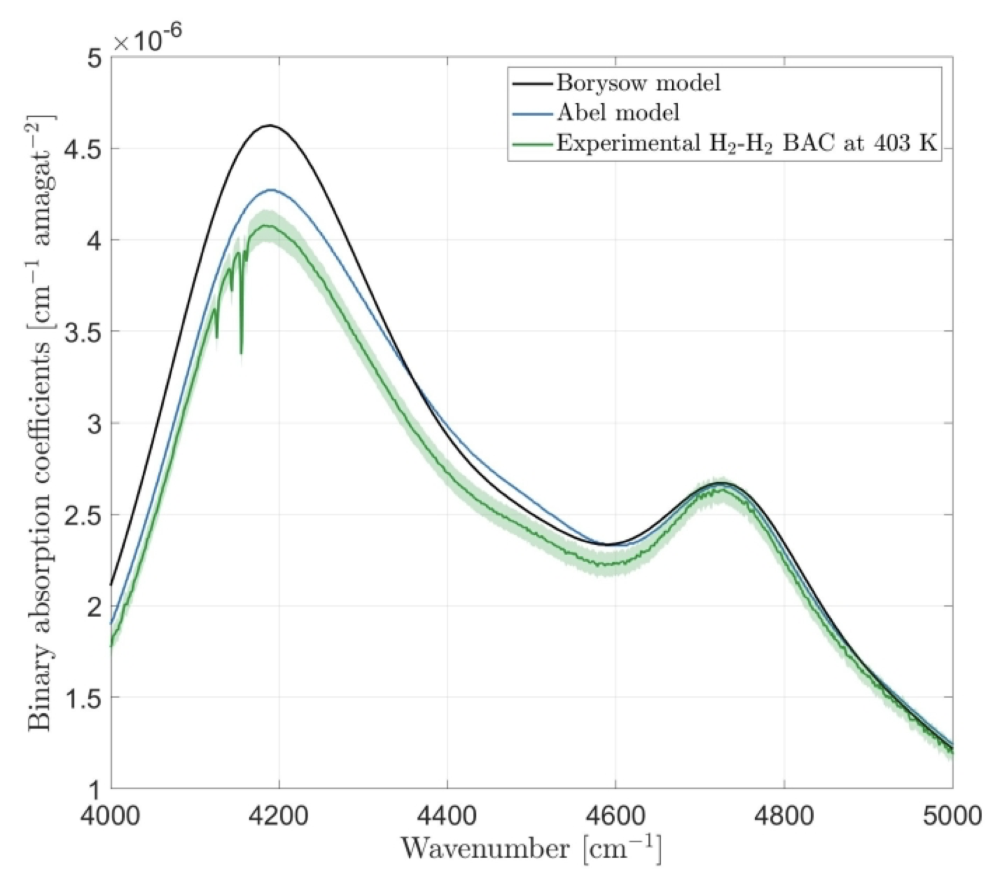 ×10⁻⁶
5
4.5
4
3.5
3
2.5
2
1.5
1
Binary absorption coefficients [cm⁻¹ amagat⁻²]
Borysow model
Abel model
Experimental H₂-H₂ BAC at 403 K
4000 4200 4400 4600 4800 5000
Wavenumber [cm⁻¹]